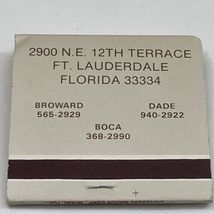 2900 N.E. 12TH TERRACE
FT. LAUDERDALE
FLORIDA 33334
BROWARD DADE
565-2929 940-2922
BOCA
368-2990